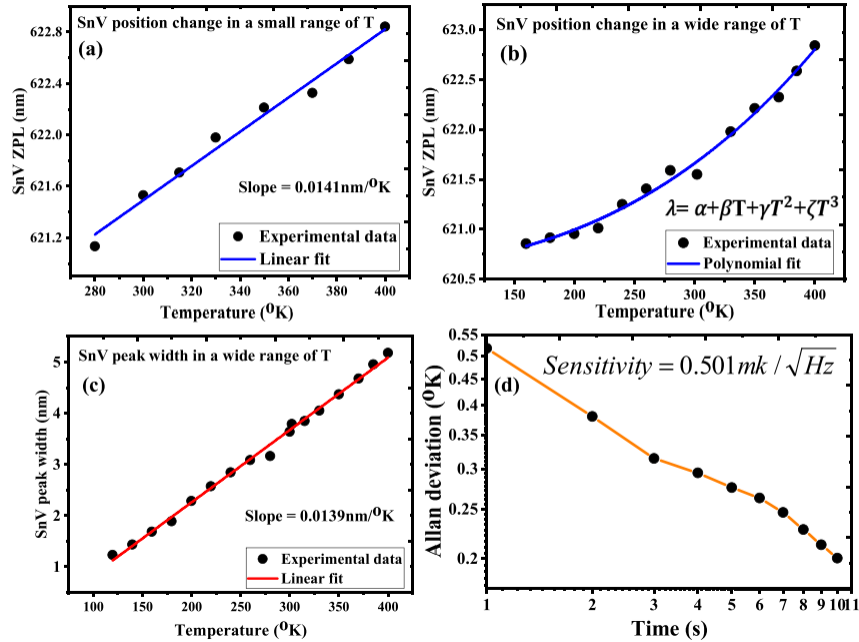 SnV position change in a small range of T
(a)
622.8
622.4
622.0
621.6
621.2
SnV ZPL (nm)
Slope = 0.0141nm/⁰K
Experimental data
Linear fit
280 300 320 340 360 380 400
Temperature (⁰K)
SnV position change in a wide range of T
(b)
623.0
622.5
622.0
621.5
621.0
620.5
SnV ZPL (nm)
λ= α+βT+γT²+ζT³
Experimental data
Polynomial fit
150 200 250 300 350 400
Temperature (⁰K)
SnV peak width in a wide range of T
(c)
5
4
3
2
1
SnV peak width (nm)
Slope = 0.0139nm/⁰K
Experimental data
Linear fit
100 150 200 250 300 350 400
Temperature (⁰K)
Sensitivity = 0.501mk / √Hz
(d)
0.55
0.5
0.45
0.4
0.35
0.3
0.25
0.2
Allan deviation (⁰K)
1 2 3 4 5 6 7 8 9 10 11
Time (s)